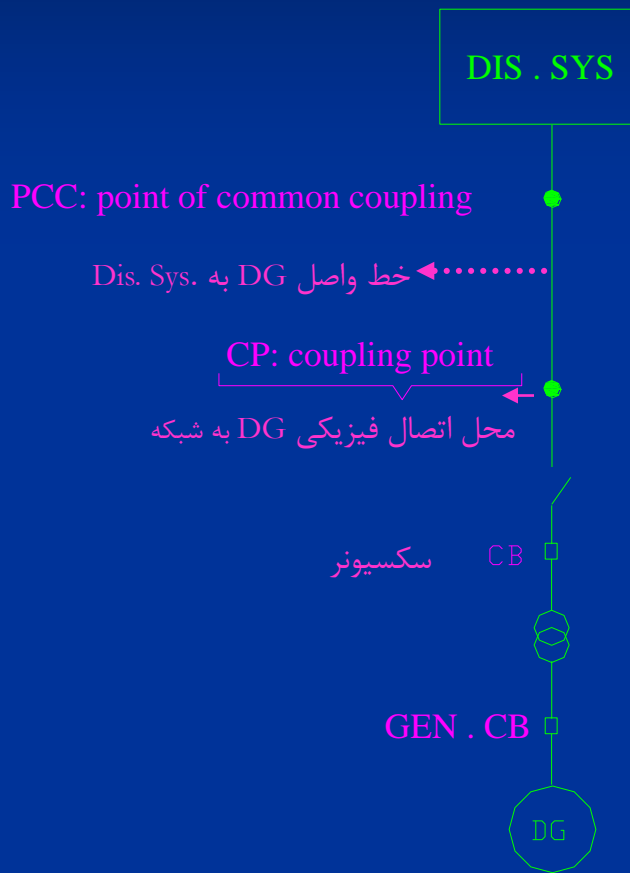 DIS . SYS
PCC: point of common coupling
خط واصل DG به Dis. Sys.
CP: coupling point
محل اتصال فیزیکی DG به شبکه
سکسیونر CB
GEN . CB
DG